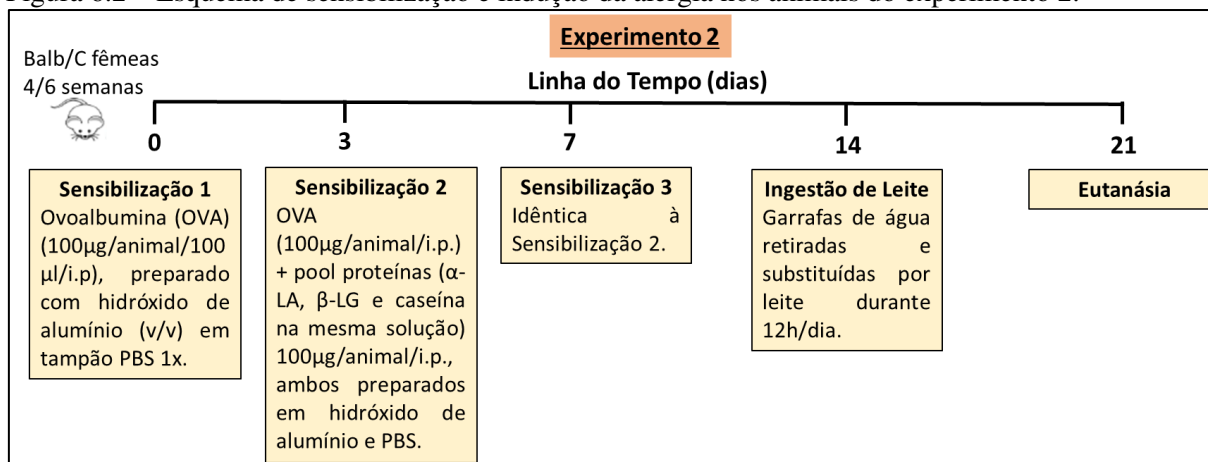 Figura 6.2 – Esquema de sensibilização e indução da alergia nos animais do experimento 2.
Experimento 2
Balb/C fêmeas
4/6 semanas
Linha do Tempo (dias)
0
3
7
14
21
Sensibilização 1
Ovoalbumina (OVA)
(100µg/animal/100
µl/i.p), preparado
com hidróxido de
alumínio (v/v) em
tampão PBS 1x.
Sensibilização 2
OVA
(100µg/animal/i.p.)
+ pool proteínas (α-
LA, β-LG e caseína
na mesma solução)
100µg/animal/i.p.,
ambos preparados
em hidróxido de
alumínio e PBS.
Sensibilização 3
Idêntica à
Sensibilização 2.
Ingestão de Leite
Garrafas de água
retiradas e
substituídas por
leite durante
12h/dia.
Eutanásia